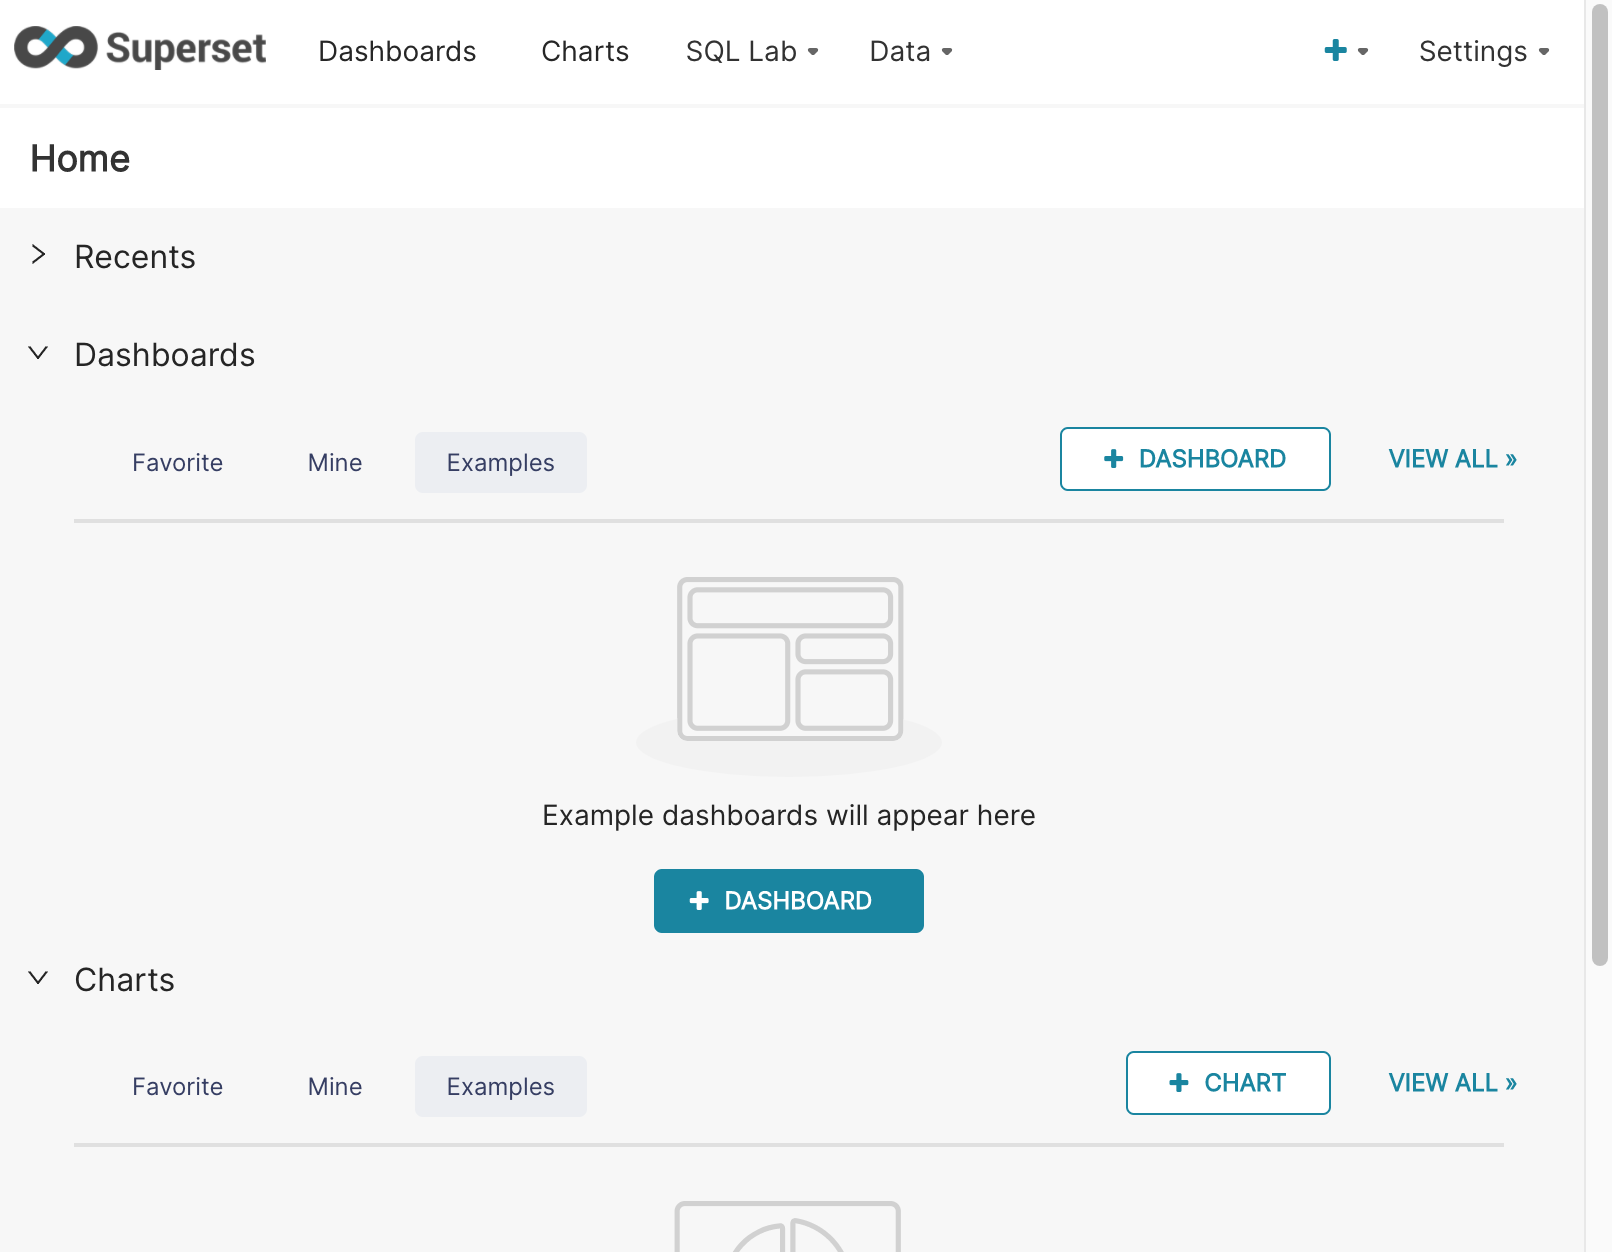 Superset Dashboards Charts SQL Lab Data Settings
Home
Recents
Dashboards
Favorite Mine Examples DASHBOARD VIEW ALL »
Example dashboards will appear here
DASHBOARD
Charts
Favorite Mine Examples CHART VIEW ALL »